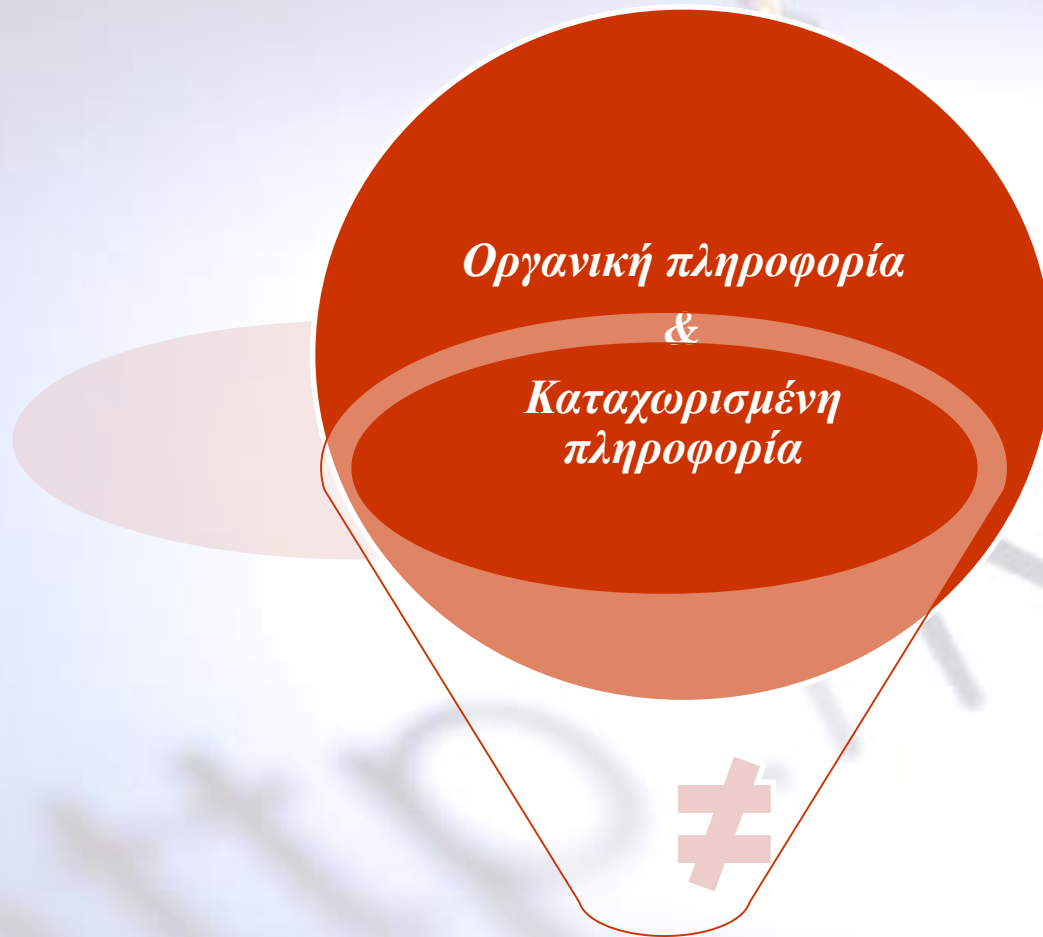 Οργανική πληροφορία
&
Καταχωρισμένη
πληροφορία
≠